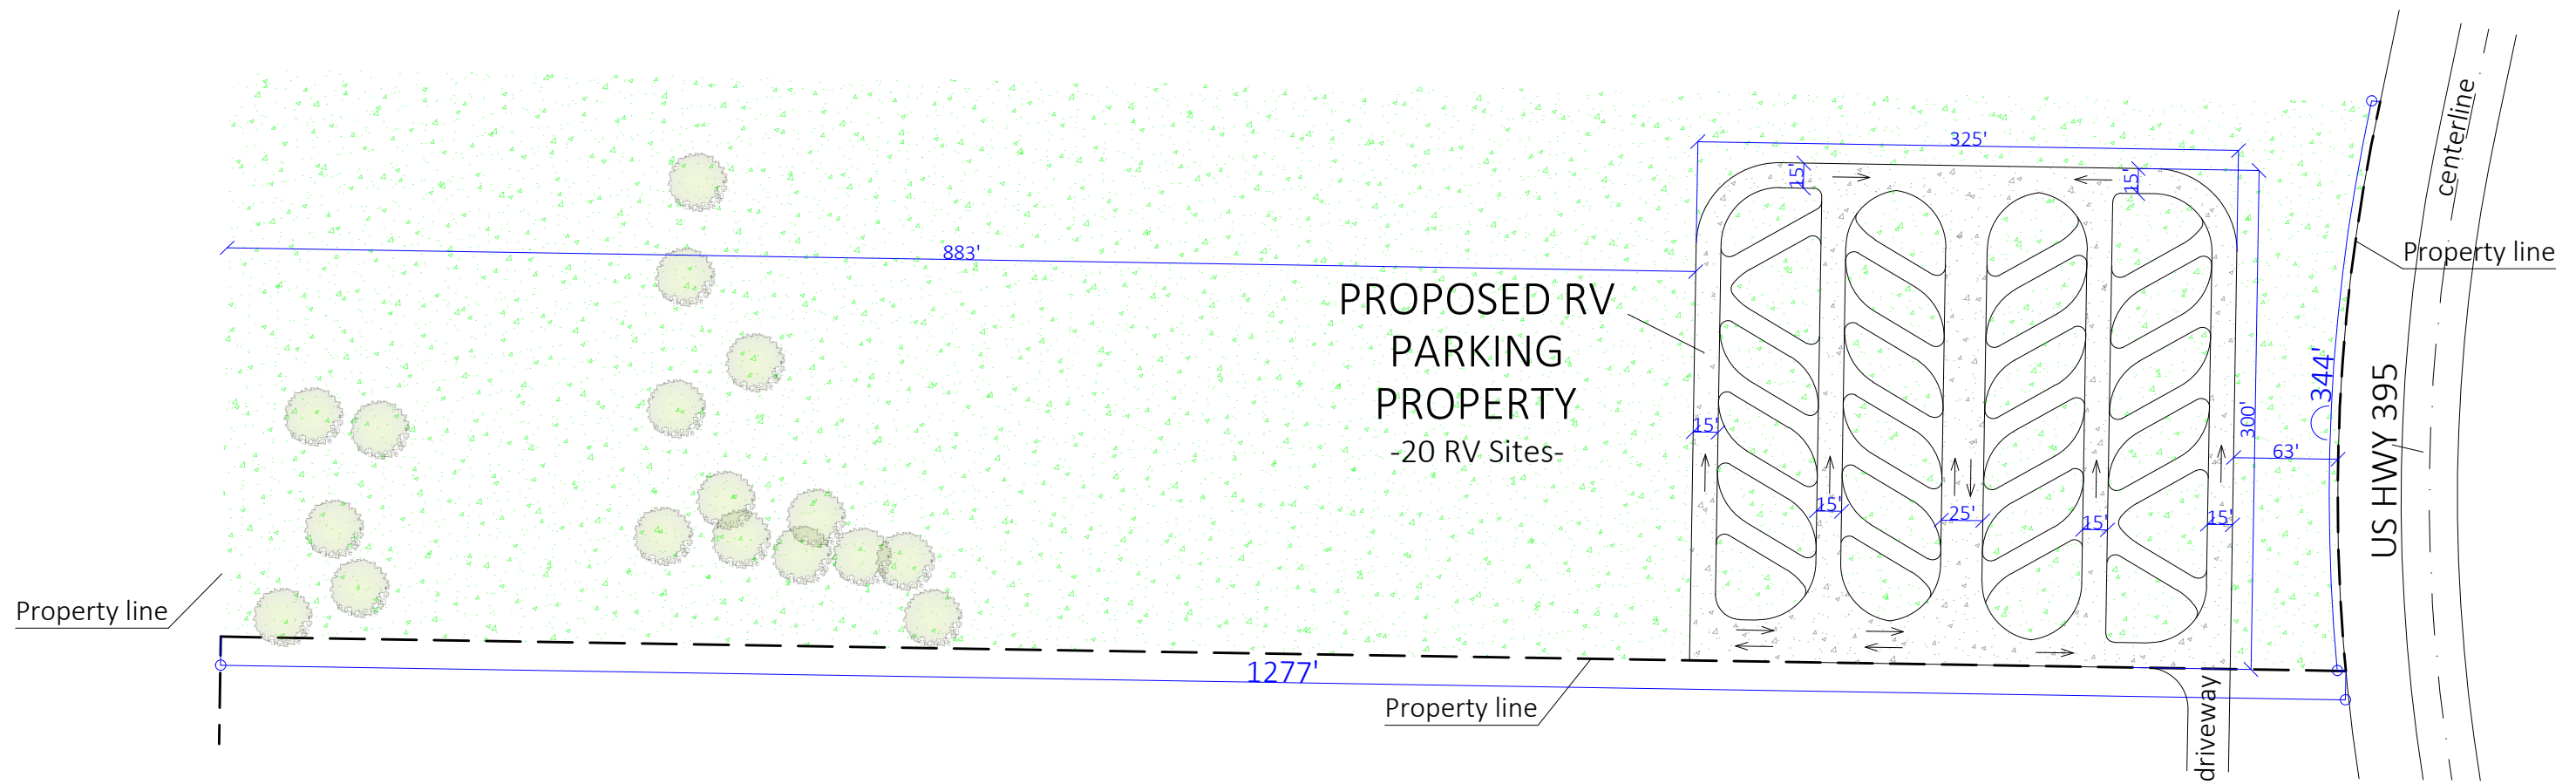 centerline
325'
15'
15'
Property line
883'
PROPOSED RV
PARKING
PROPERTY
-20 RV Sites-
344'
US HWY 395
300'
63'
15'
15'
25'
15'
15'
Property line
1277'
Property line
driveway